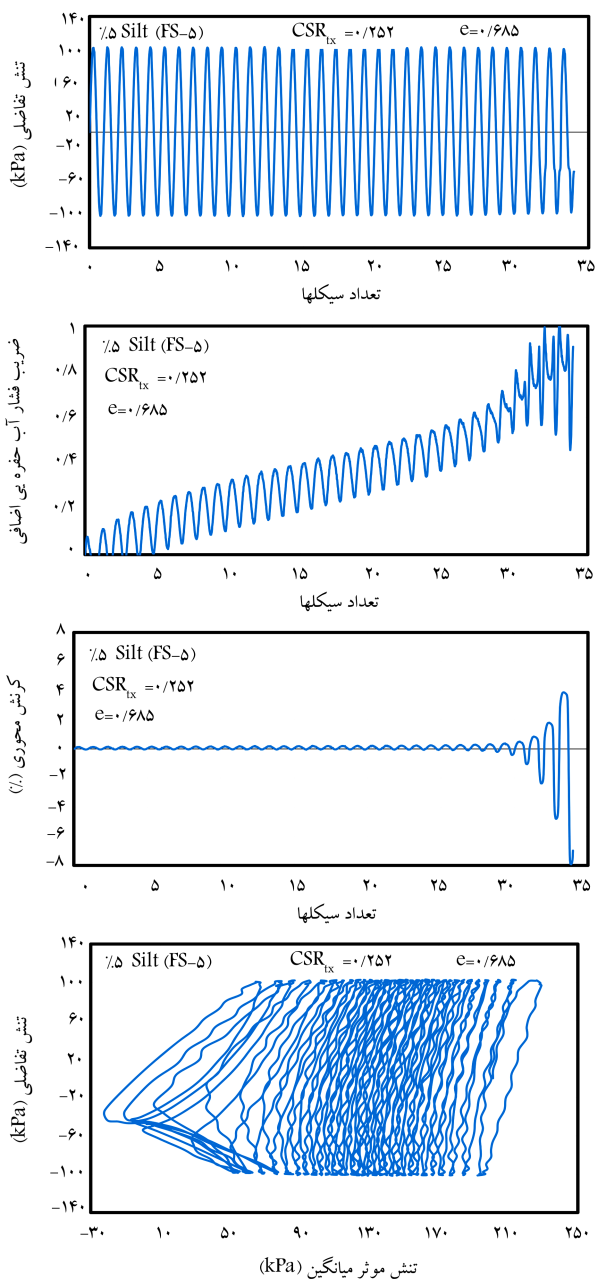 ٪۵ Silt (FS-۵) CSRtx =۰/۲۵۲ e=۰/۶۸۵
۱۴۰
۱۰۰
۶۰
۲۰
-۲۰
-۶۰
-۱۰۰
-۱۴۰
تنش تفاضلی (kPa)
۰ ۵ ۱۰ ۱۵ ۲۰ ۲۵ ۳۰ ۳۵
تعداد سیکلها
٪۵ Silt (FS-۵)
CSRtx =۰/۲۵۲
e=۰/۶۸۵
۱
۰/۸
۰/۶
۰/۴
۰/۲
۰
ضریب فشار آب حفره یی اضافی
۰ ۵ ۱۰ ۱۵ ۲۰ ۲۵ ۳۰ ۳۵
تعداد سیکلها
٪۵ Silt (FS-۵)
CSRtx =۰/۲۵۲
e=۰/۶۸۵
۸
۶
۴
۲
۰
-۲
-۴
-۶
-۸
کرنش محوری (٪)
۰ ۵ ۱۰ ۱۵ ۲۰ ۲۵ ۳۰ ۳۵
تعداد سیکلها
٪۵ Silt (FS-۵) CSRtx =۰/۲۵۲ e=۰/۶۸۵
۱۴۰
۱۰۰
۶۰
۲۰
-۲۰
-۶۰
-۱۰۰
-۱۴۰
تنش تفاضلی (kPa)
-۳۰ ۱۰ ۵۰ ۹۰ ۱۳۰ ۱۷۰ ۲۱۰ ۲۵۰
تنش موثر میانگین (kPa)